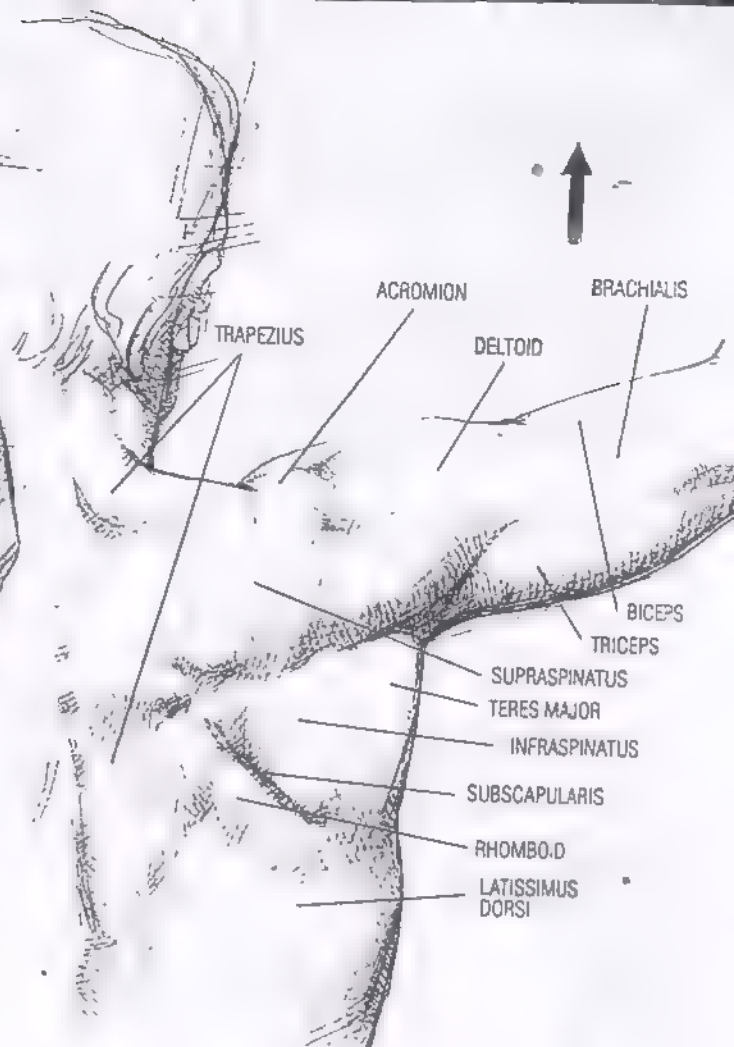 ACROMION
BRACHIALIS
TRAPEZIUS
DELTOID
BICEPS
TRICEPS
SUPRASPINATUS
TERES MAJOR
INFRASPINATUS
SUBSCAPULARIS
RHOMBOID
LATISSIMUS
DORSI